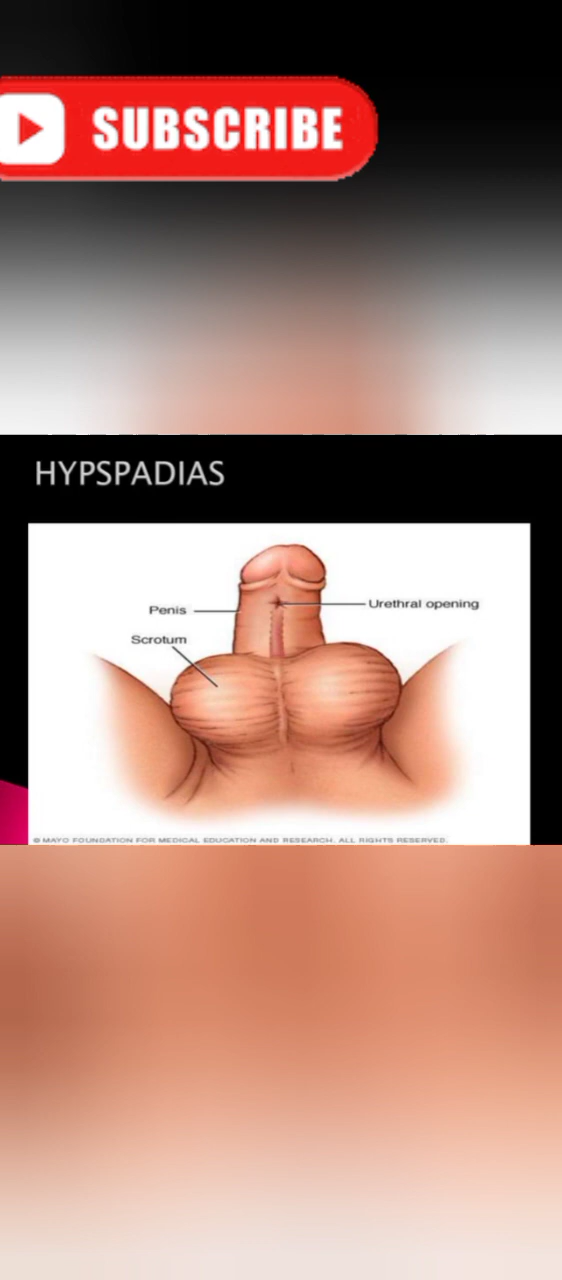 SUBSCRIBE
HYPSPADIAS
Penis
Urethral opening
Scrotum
© MAYO FOUNDATION FOR MEDICAL EDUCATION AND RESEARCH. ALL RIGHTS RESERVED.